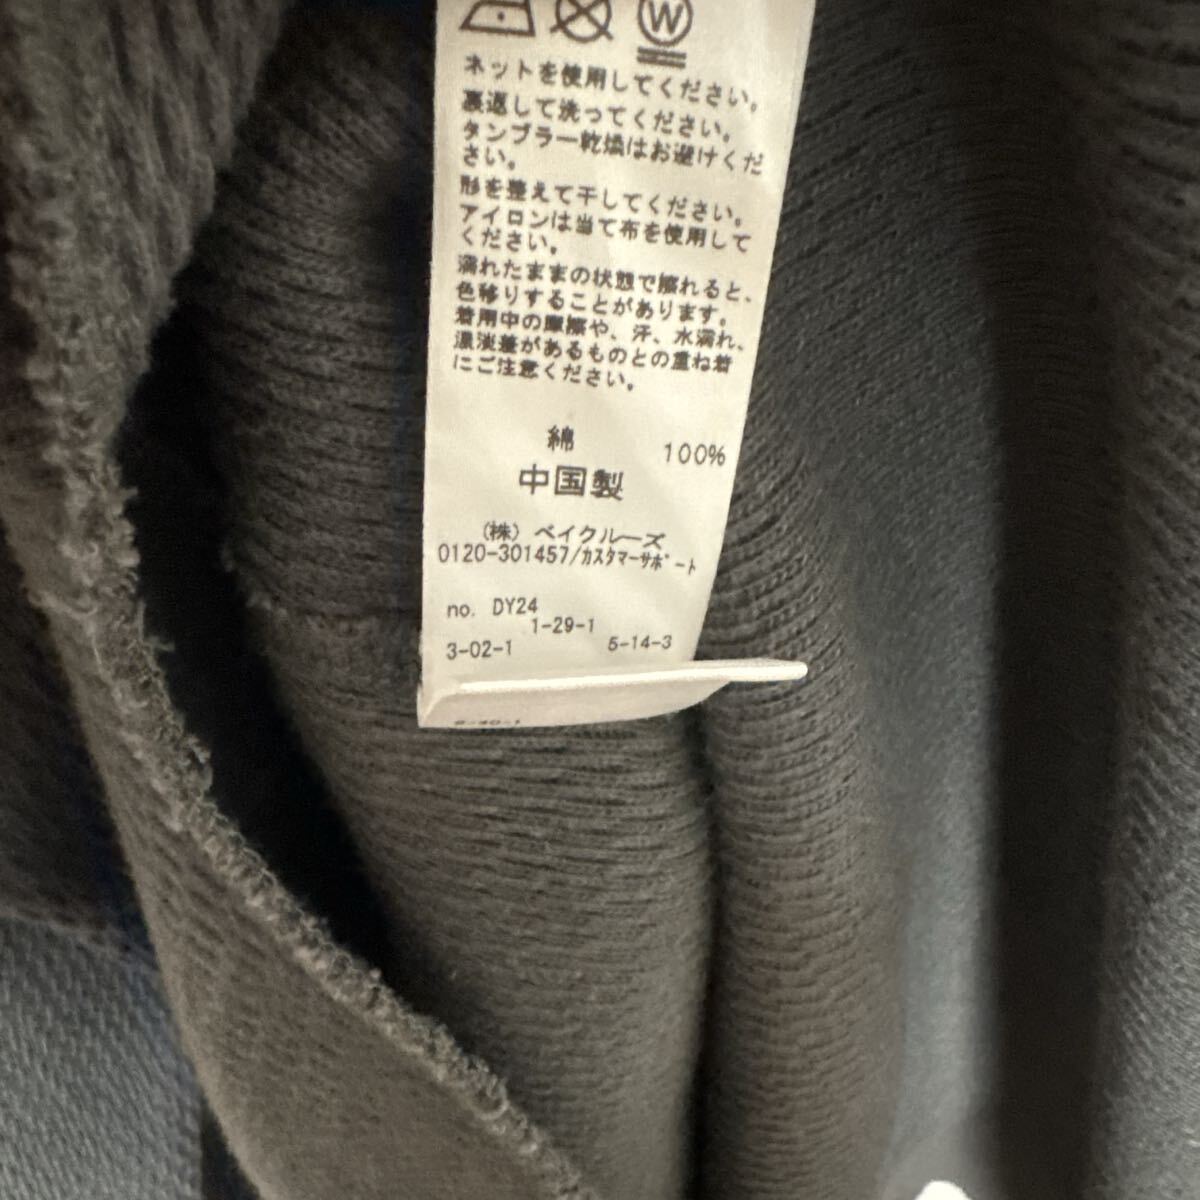 W
ネットを使用してください。
裏返して洗ってください。
タンブラー乾燥はお避けくだ
さい。
形を整えて干してください。
アイロンは当て布を使用して
ください。
濡れたままの状態で擦れると、
色移りすることがあります。
着用中の摩擦や、汗、水濡れ、
濃淡差があるものとの重ね着
にご注意ください。
綿 100%
中国製
(株) ベイクルーズ
0120-301457/カスタマーサポート
no. DY24
1-29-1
3-02-1 5-14-3